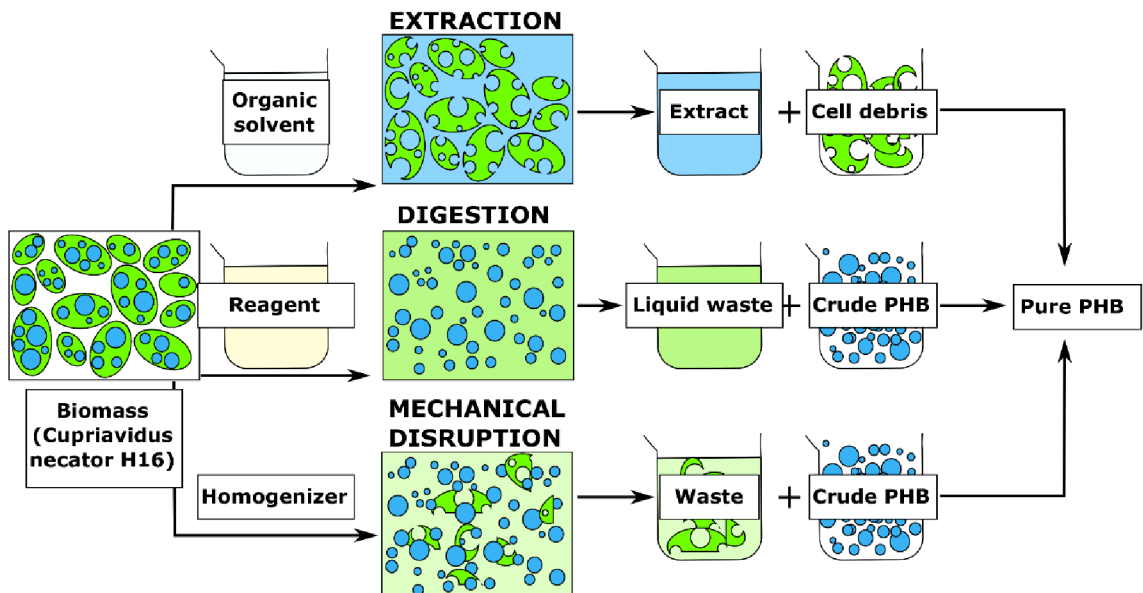 EXTRACTION
Organic
solvent
Extract
+
Cell debris
DIGESTION
Reagent
Liquid waste
+
Crude PHB
Pure PHB
Biomass
(Cupriavidus
necator H16)
MECHANICAL
DISRUPTION
Homogenizer
Waste
+
Crude PHB